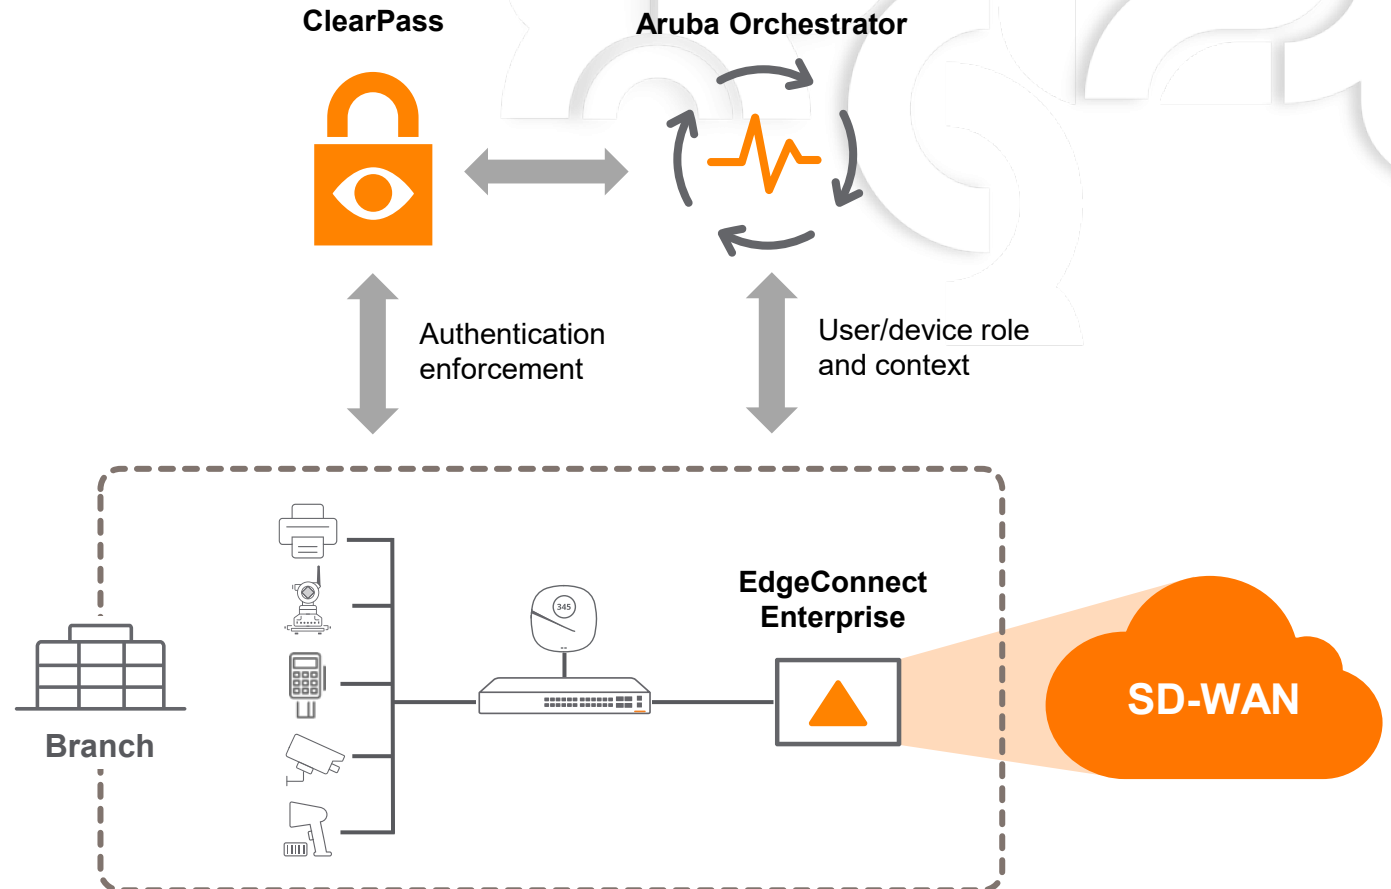 ClearPass
Aruba Orchestrator
Authentication
enforcement
User/device role
and context
EdgeConnect
Enterprise
345
SD-WAN
Branch